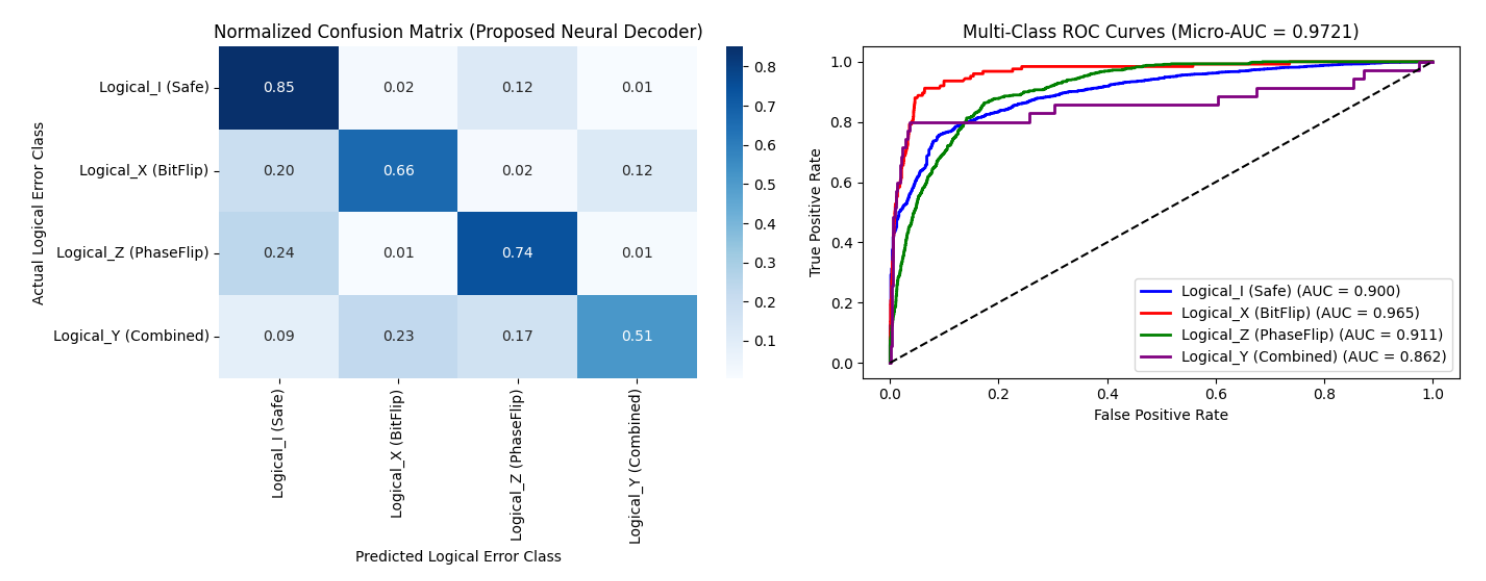 Normalized Confusion Matrix (Proposed Neural Decoder)
Actual Logical Error Class
Logical_I (Safe)
0.85 0.02 0.12 0.01
Logical_X (BitFlip)
0.20 0.66 0.02 0.12
Logical_Z (PhaseFlip)
0.24 0.01 0.74 0.01
Logical_Y (Combined)
0.09 0.23 0.17 0.51
Logical_I (Safe)
Logical_X (BitFlip)
Logical_Z (PhaseFlip)
Logical_Y (Combined)
Predicted Logical Error Class
0.8
0.7
0.6
0.5
0.4
0.3
0.2
0.1
Multi-Class ROC Curves (Micro-AUC = 0.9721)
True Positive Rate
1.0
0.8
0.6
0.4
0.2
0.0
Logical_I (Safe) (AUC = 0.900)
Logical_X (BitFlip) (AUC = 0.965)
Logical_Z (PhaseFlip) (AUC = 0.911)
Logical_Y (Combined) (AUC = 0.862)
0.0 0.2 0.4 0.6 0.8 1.0
False Positive Rate